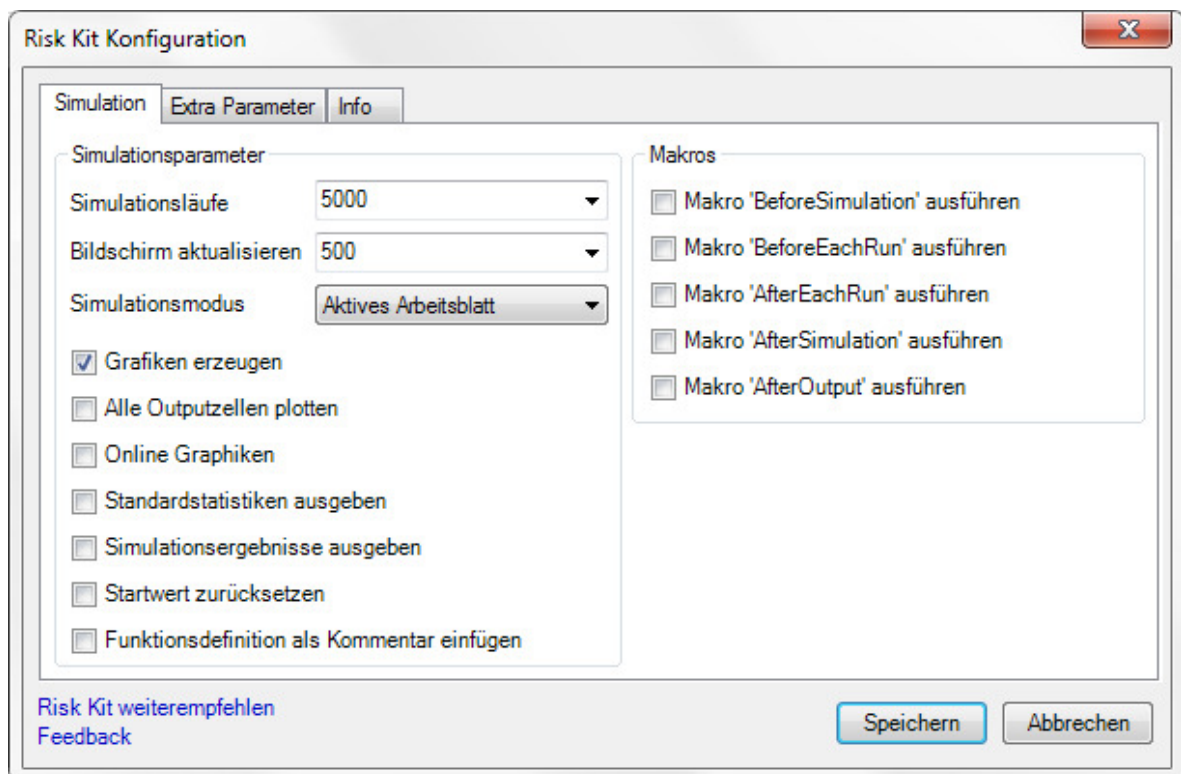 Risk Kit Konfiguration
Simulation
Extra Parameter
Info
Simulationsparameter
Simulationsläufe
5000
Bildschirm aktualisieren
500
Simulationsmodus
Aktives Arbeitsblatt
Grafiken erzeugen
Alle Outputzellen plotten
Online Graphiken
Standardstatistiken ausgeben
Simulationsergebnisse ausgeben
Startwert zurücksetzen
Funktionsdefinition als Kommentar einfügen
Makros
Makro 'BeforeSimulation' ausführen
Makro 'BeforeEachRun' ausführen
Makro 'AfterEachRun' ausführen
Makro 'AfterSimulation' ausführen
Makro 'AfterOutput' ausführen
Risk Kit weiterempfehlen
Feedback
Speichern
Abbrechen